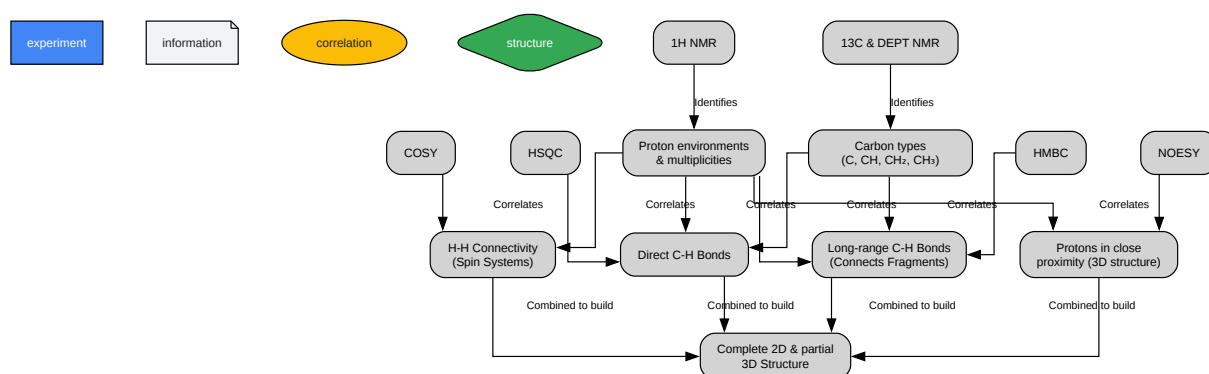 experiment
information
correlation
structure
1H NMR
13C & DEPT NMR
Identifies
Identifies
COSY
HSQC
Proton environments
& multiplicities
Carbon types
(C, CH, CH₂, CH₃)
HMBC
NOESY
Correlates
Correlates
Correlates
Correlates
Correlates
Correlates
H-H Connectivity
(Spin Systems)
Direct C-H Bonds
Long-range C-H Bonds
(Connects Fragments)
Protons in close
proximity (3D structure)
Combined to build
Combined to build
Combined to build
Combined to build
Complete 2D & partial
3D Structure